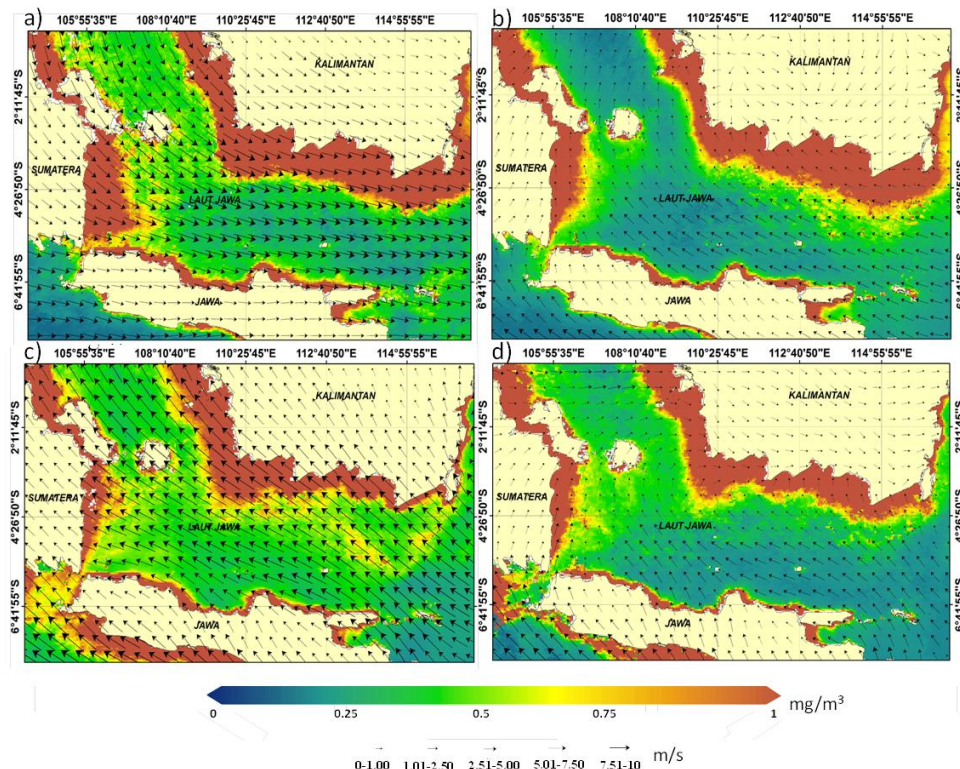 a)
105°55'35"E 108°10'40"E 110°25'45"E 112°40'50"E 114°55'55"E
2°11'45"S
4°26'50"S
6°41'55"S
KALIMANTAN
SUMATERA
LAUT JAWA
JAWA
b)
105°55'35"E 108°10'40"E 110°25'45"E 112°40'50"E 114°55'55"E
2°11'45"S
4°26'50"S
6°41'55"S
KALIMANTAN
SUMATERA
LAUT JAWA
JAWA
c)
105°55'35"E 108°10'40"E 110°25'45"E 112°40'50"E 114°55'55"E
2°11'45"S
4°26'50"S
6°41'55"S
KALIMANTAN
SUMATERA
LAUT JAWA
JAWA
d)
105°55'35"E 108°10'40"E 110°25'45"E 112°40'50"E 114°55'55"E
2°11'45"S
4°26'50"S
6°41'55"S
KALIMANTAN
SUMATERA
LAUT JAWA
JAWA
0 0.25 0.5 0.75 1 mg/m³
0-1.00 1.01-2.50 2.51-5.00 5.01-7.50 7.51-10 m/s